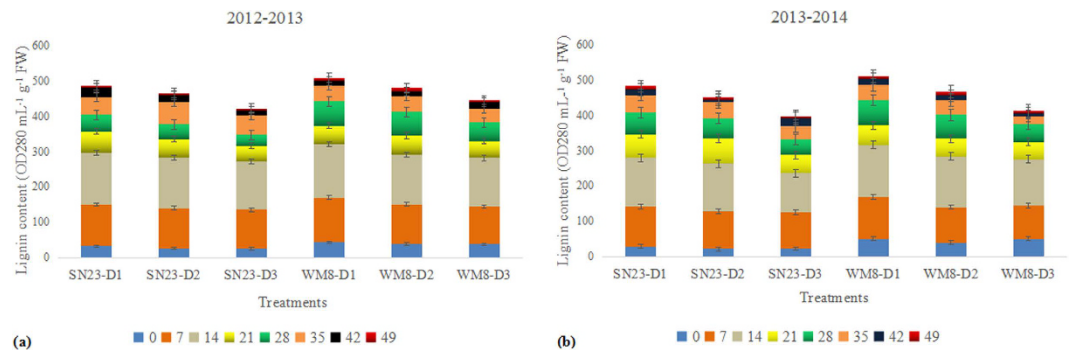 2012-2013
Lignin content (OD280 mL-1 g-1 FW)
600
500
400
300
200
100
0
SN23-D1 SN23-D2 SN23-D3 WM8-D1 WM8-D2 WM8-D3
Treatments
(a) 0 7 14 21 28 35 42 49
2013-2014
Lignin content (OD280 mL-¹ g-1 FW)
600
500
400
300
200
100
0
SN23-D1 SN23-D2 SN23-D3 WM8-D1 WM8-D2 WM8-D3
Treatments
(b) 0 7 14 21 28 35 42 49